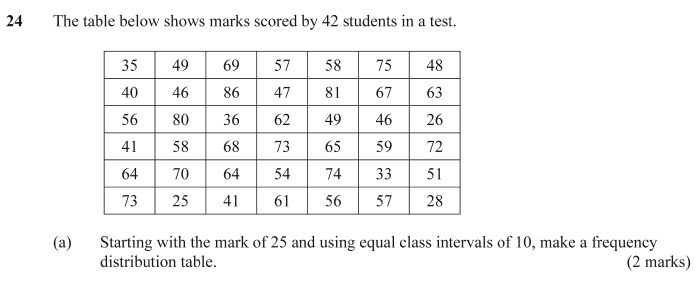 24 The table below shows marks scored by 42 students in a test.
35 49 69 57 58 75 48
40 46 86 47 81 67 63
56 80 36 62 49 46 26
41 58 68 73 65 59 72
64 70 64 54 74 33 51
73 25 41 61 56 57 28
(a) Starting with the mark of 25 and using equal class intervals of 10, make a frequency
distribution table. (2 marks)